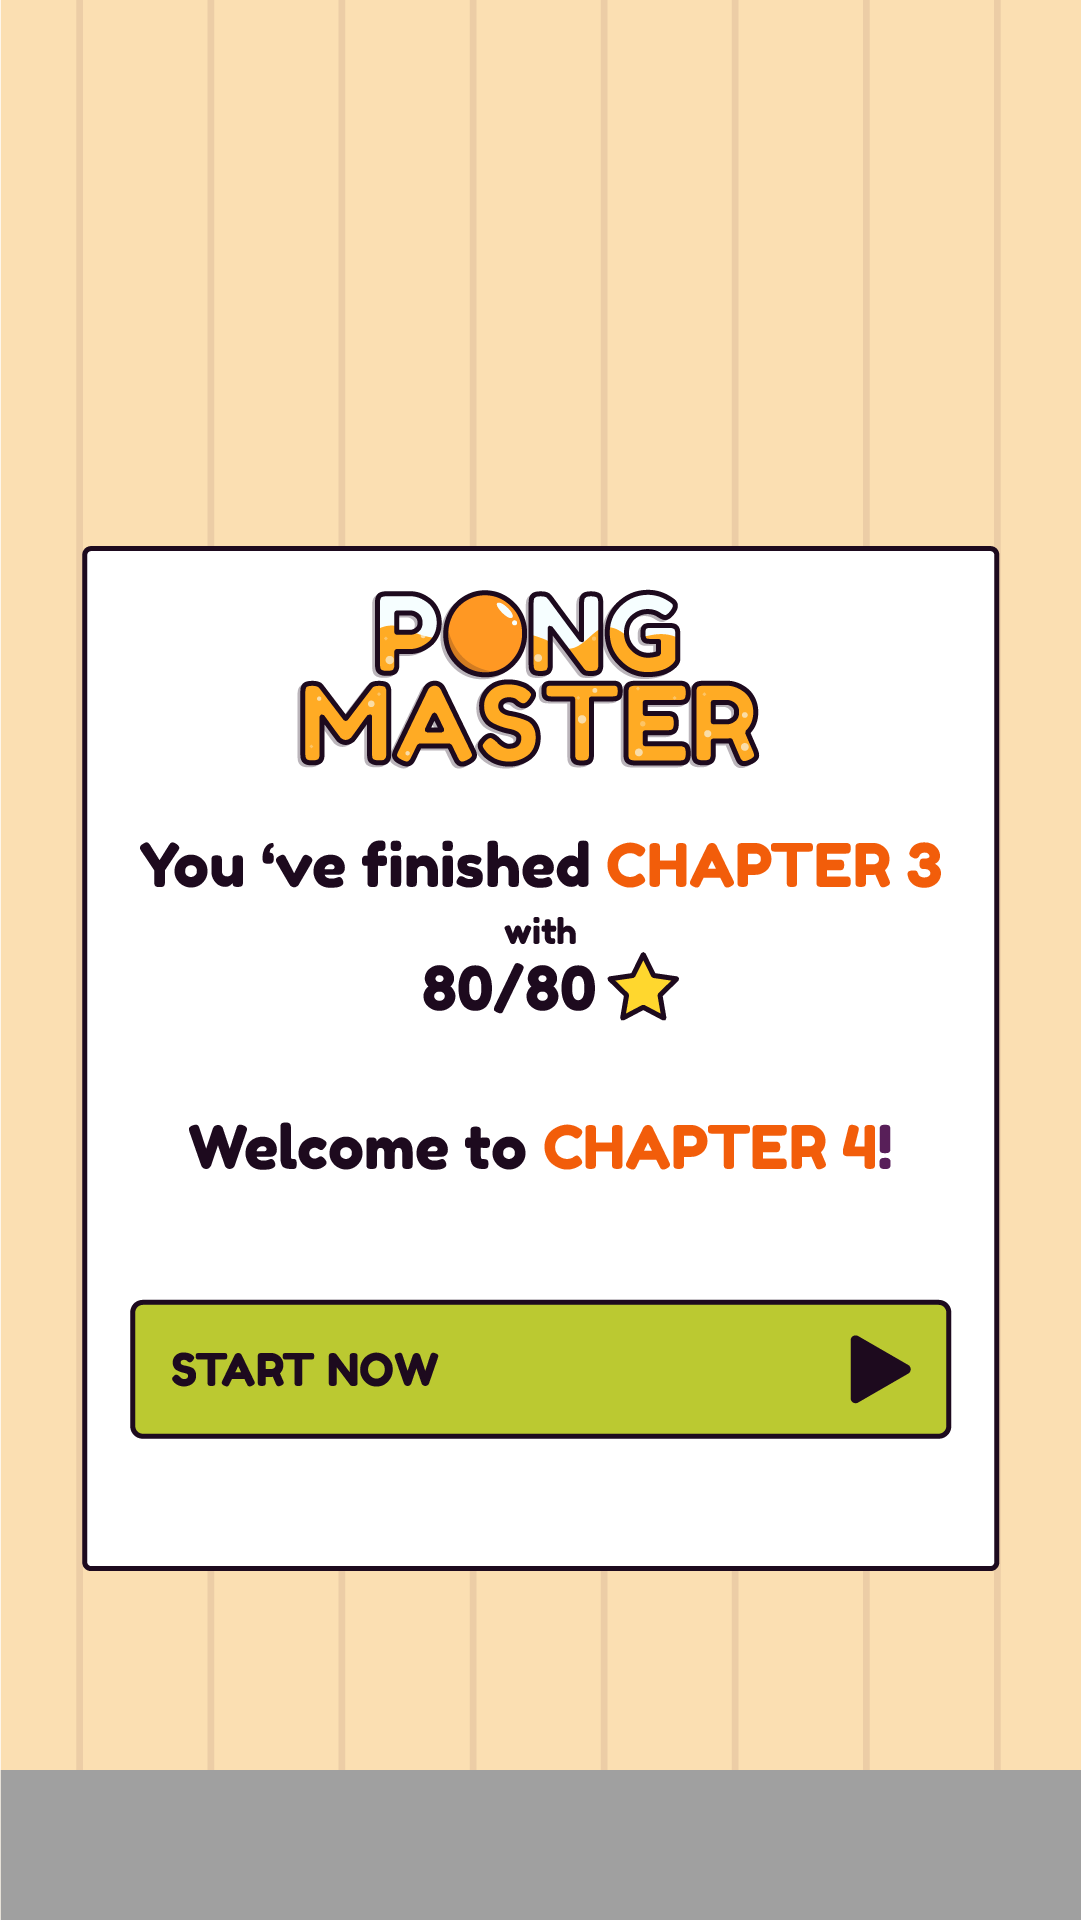 PONG
MASTER
You ‘ve finished CHAPTER 3
with
80/80
Welcome to CHAPTER 4!
START NOW